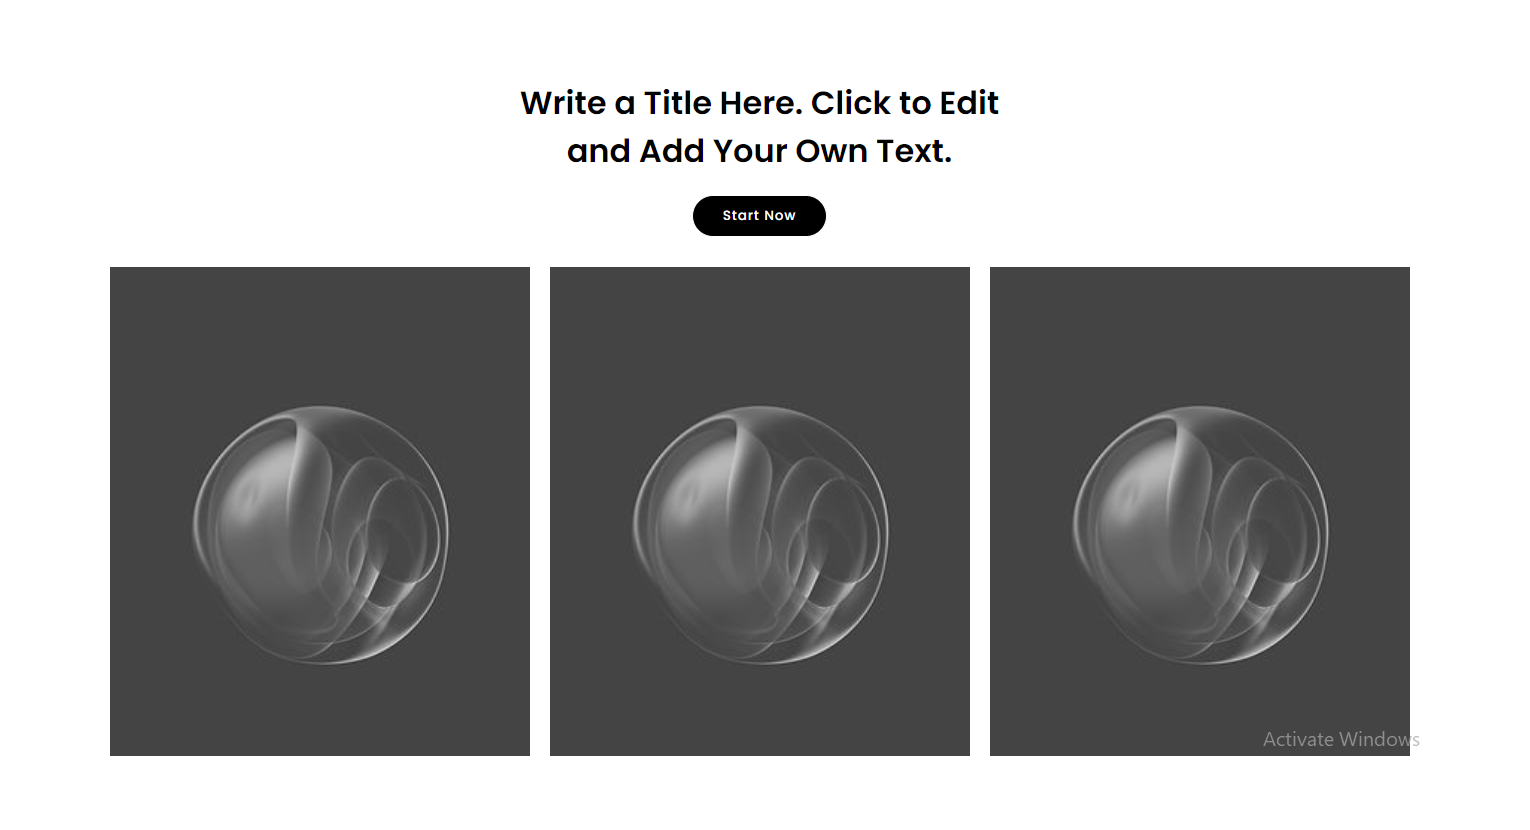 Write a Title Here. Click to Edit
and Add Your Own Text.
Start Now
Activate Windows